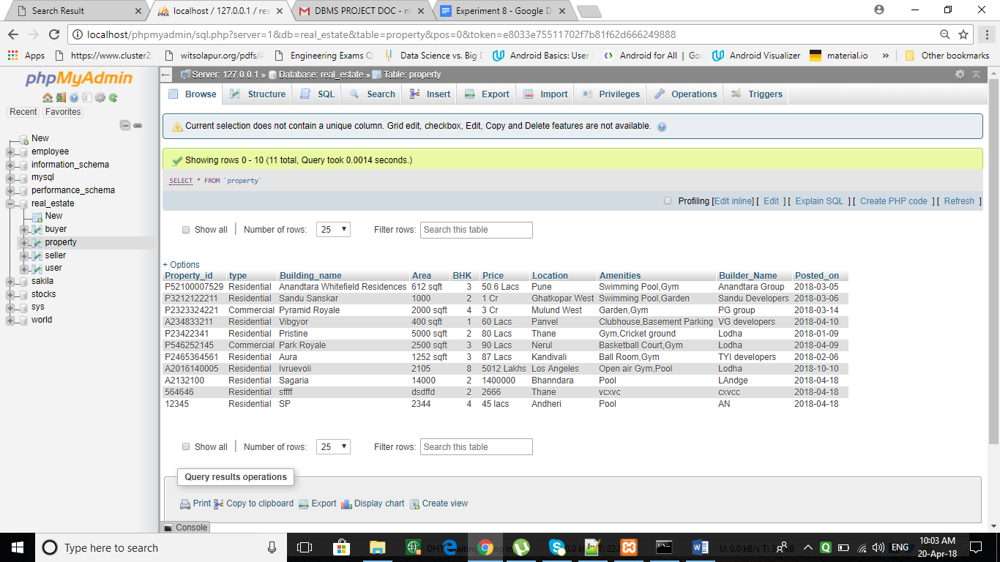 Search Result
localhost / 127.0.0.1 / rea
DBMS PROJECT DOC - m
Experiment 8 - Google D
localhost/phpmyadmin/sql.php?server=1&db=real_estate&table=property&pos=0&token=e8033e75511702f7b81f62d666249888
Apps https://www.cluster2. witsolapur.org/pdfs/ Engineering Exams Q Data Science vs. Big D Android Basics: User Android for All | Goo Android Visualizer material.io » Other bookmarks
phpMyAdmin
Recent Favorites
New
employee
information_schema
mysql
performance_schema
real_estate
New
buyer
property
seller
user
sakila
stocks
sys
world
Server: 127.0.0.1 » Database: real_estate » Table: property
Browse Structure SQL Search Insert Export Import Privileges Operations Triggers
Current selection does not contain a unique column. Grid edit, checkbox, Edit, Copy and Delete features are not available.
Showing rows 0 - 10 (11 total, Query took 0.0014 seconds.)
SELECT * FROM `property`
Profiling [Edit inline] [ Edit ] [ Explain SQL ] [ Create PHP code ] [ Refresh ]
Show all | Number of rows: 25 Filter rows: Search this table
+ Options
Property_id type Building_name Area BHK Price Location Amenities Builder_Name Posted_on
P52100007529 Residential Anandtara Whitefield Residences 612 sqft 3 50.6 Lacs Pune Swimming Pool,Gym Anandtara Group 2018-03-05
P3212122211 Residential Sandu Sanskar 1000 2 1 Cr Ghatkopar West Swimming Pool,Garden Sandu Developers 2018-03-06
P2323324221 Commercial Pyramid Royale 2000 sqft 4 3 Cr Mulund West Garden,Gym PG group 2018-03-14
A234833211 Residential Vibgyor 400 sqft 1 60 Lacs Panvel Clubhouse,Basement Parking VG developers 2018-04-10
P23422341 Residential Pristine 5000 sqft 2 80 Lacs Thane Gym,Cricket ground Lodha 2018-01-09
P546252145 Commercial Park Royale 2500 sqft 3 90 Lacs Nerul Basketball Court,Gym Lodha 2018-04-09
P2465364561 Residential Aura 1252 sqft 3 87 Lacs Kandivali Ball Room,Gym TYI developers 2018-02-06
A2016140005 Residential Ivruevoli 2105 8 5012 Lakhs Los Angeles Open air Gym,Pool Lodha 2018-10-10
A2132100 Residential Sagaria 14000 2 1400000 Bhanndara Pool LAndge 2018-04-18
564646 Residential sffff dsdffd 2 2666 Thane vcxvc cxvcc 2018-04-18
12345 Residential SP 2344 4 45 lacs Andheri Pool AN 2018-04-18
Show all | Number of rows: 25 Filter rows: Search this table
Query results operations
Print Copy to clipboard Export Display chart Create view
Console
Type here to search
ENG
10:03 AM
20-Apr-18